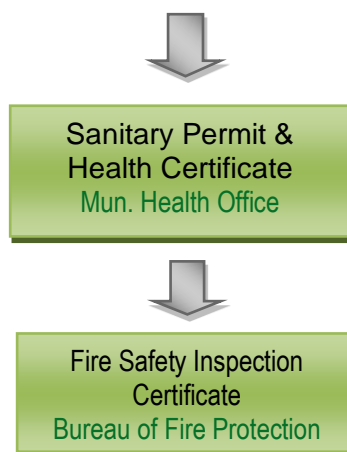 Sanitary Permit &
Health Certificate
Mun. Health Office
Fire Safety Inspection
Certificate
Bureau of Fire Protection